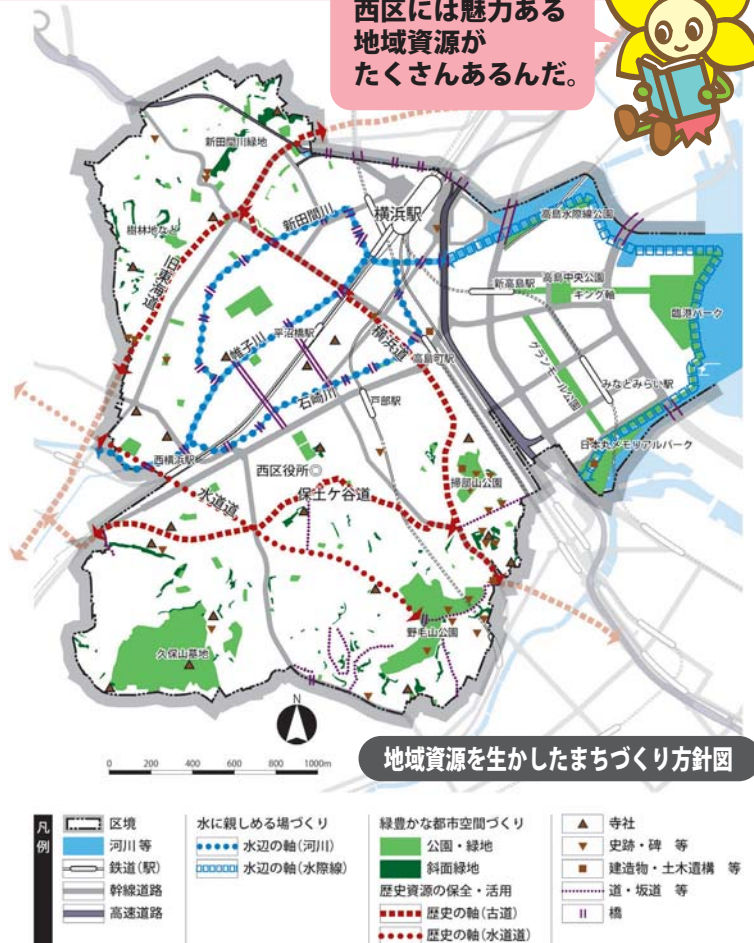 西区には魅力ある
地域資源が
たくさんあるんだ。
新田間川緑地
横浜駅
新田間川
高島水際線公園
樹林地など
旧東海道
新高島駅
高島中央公園
キング軸
臨港パーク
平沼橋駅
帷子川
横浜道
高島町駅
グランモール公園
みなとみらい駅
石崎川
戸部駅
日本丸メモリアルパーク
西横浜駅
西区役所◎
掃部山公園
水道道
保土ケ谷道
野毛山公園
久保山墓地
N
0 200 400 600 800 1000m
地域資源を生かしたまちづくり方針図
凡例
区境
河川等
鉄道(駅)
幹線道路
高速道路
水に親しめる場づくり
水辺の軸(河川)
水辺の軸(水際線)
緑豊かな都市空間づくり
公園・緑地
斜面緑地
歴史資源の保全・活用
歴史の軸(古道)
歴史の軸(水道道)
寺社
史跡・碑 等
建造物・土木遺構 等
道・坂道 等
橋